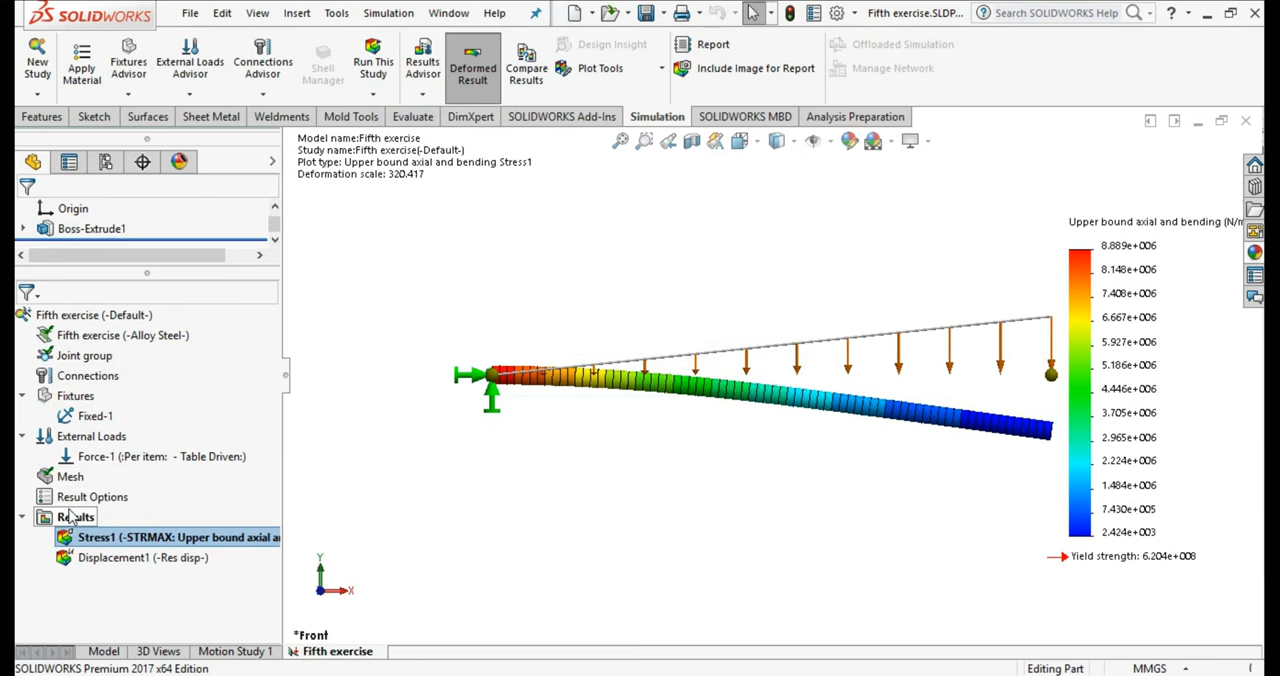 SOLIDWORKS
File Edit View Insert Tools Simulation Window Help
Fifth exercise.SLDP...
Search SOLIDWORKS Help
?
New Study
Apply Material
Fixtures Advisor
External Loads Advisor
Connections Advisor
Shell Manager
Run This Study
Results Advisor
Deformed Result
Compare Results
Design Insight
Plot Tools
Report
Include Image for Report
Offloaded Simulation
Manage Network
Features Sketch Surfaces Sheet Metal Weldments Mold Tools Evaluate DimXpert SOLIDWORKS Add-Ins Simulation SOLIDWORKS MBD Analysis Preparation
Model name:Fifth exercise
Study name:Fifth exercise(-Default-)
Plot type: Upper bound axial and bending Stress1
Deformation scale: 320.417
Origin
Boss-Extrude1
Fifth exercise (-Default-)
Fifth exercise (-Alloy Steel-)
Joint group
Connections
Fixtures
Fixed-1
External Loads
Force-1 (:Per item: - Table Driven:)
Mesh
Result Options
Results
Stress1 (-STRMAX: Upper bound axial an
Displacement1 (-Res disp-)
Upper bound axial and bending (N/m
8.889e+006
8.148e+006
7.408e+006
6.667e+006
5.927e+006
5.186e+006
4.445e+006
3.705e+006
2.965e+006
2.224e+006
1.484e+006
7.430e+005
2.424e+003
Yield strength: 6.204e+008
Y
X
*Front
Model 3D Views Motion Study 1 Fifth exercise
SOLIDWORKS Premium 2017 x64 Edition
Editing Part
MMGS